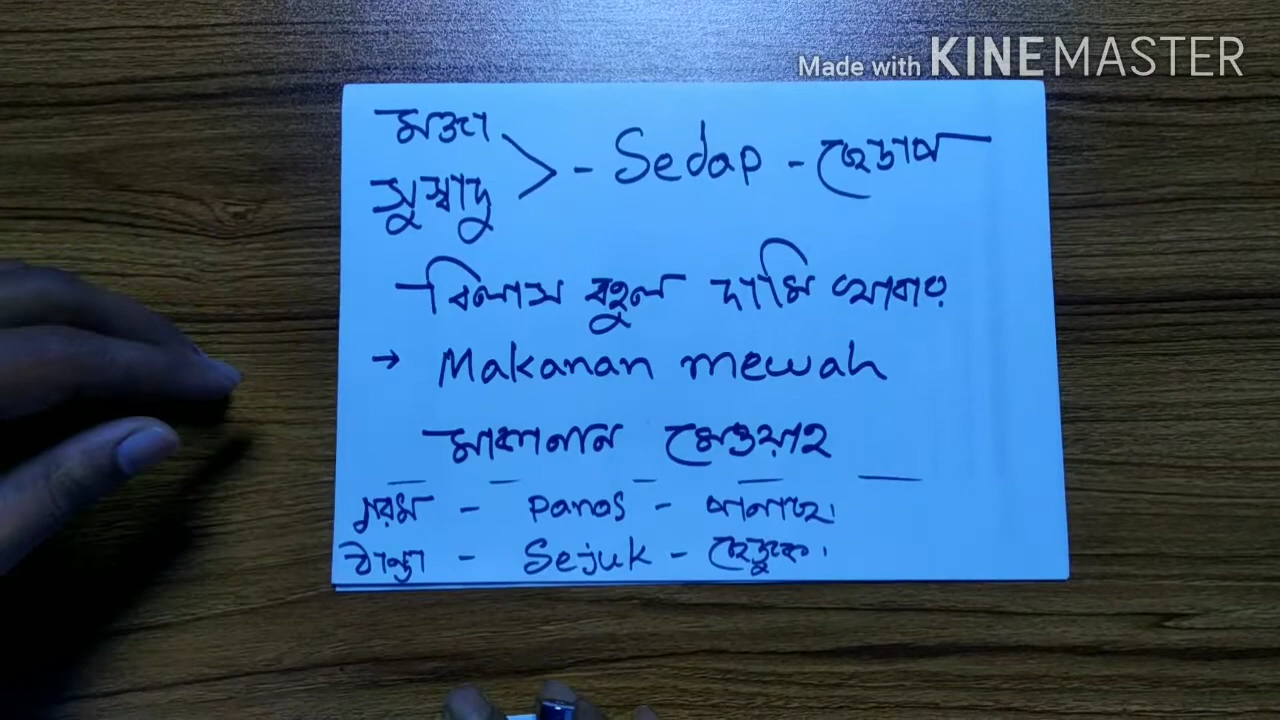 Made with KINEMASTER
মজা
সুস্বাদু
- Sedap - ছেডাপ
বিলাস বহুল দামি খাবার
→ Makanan mewah
মাকানান মেওয়াহ
গরম - panas - পানাছ।
ঠান্ডা - Sejuk - ছেজুক।